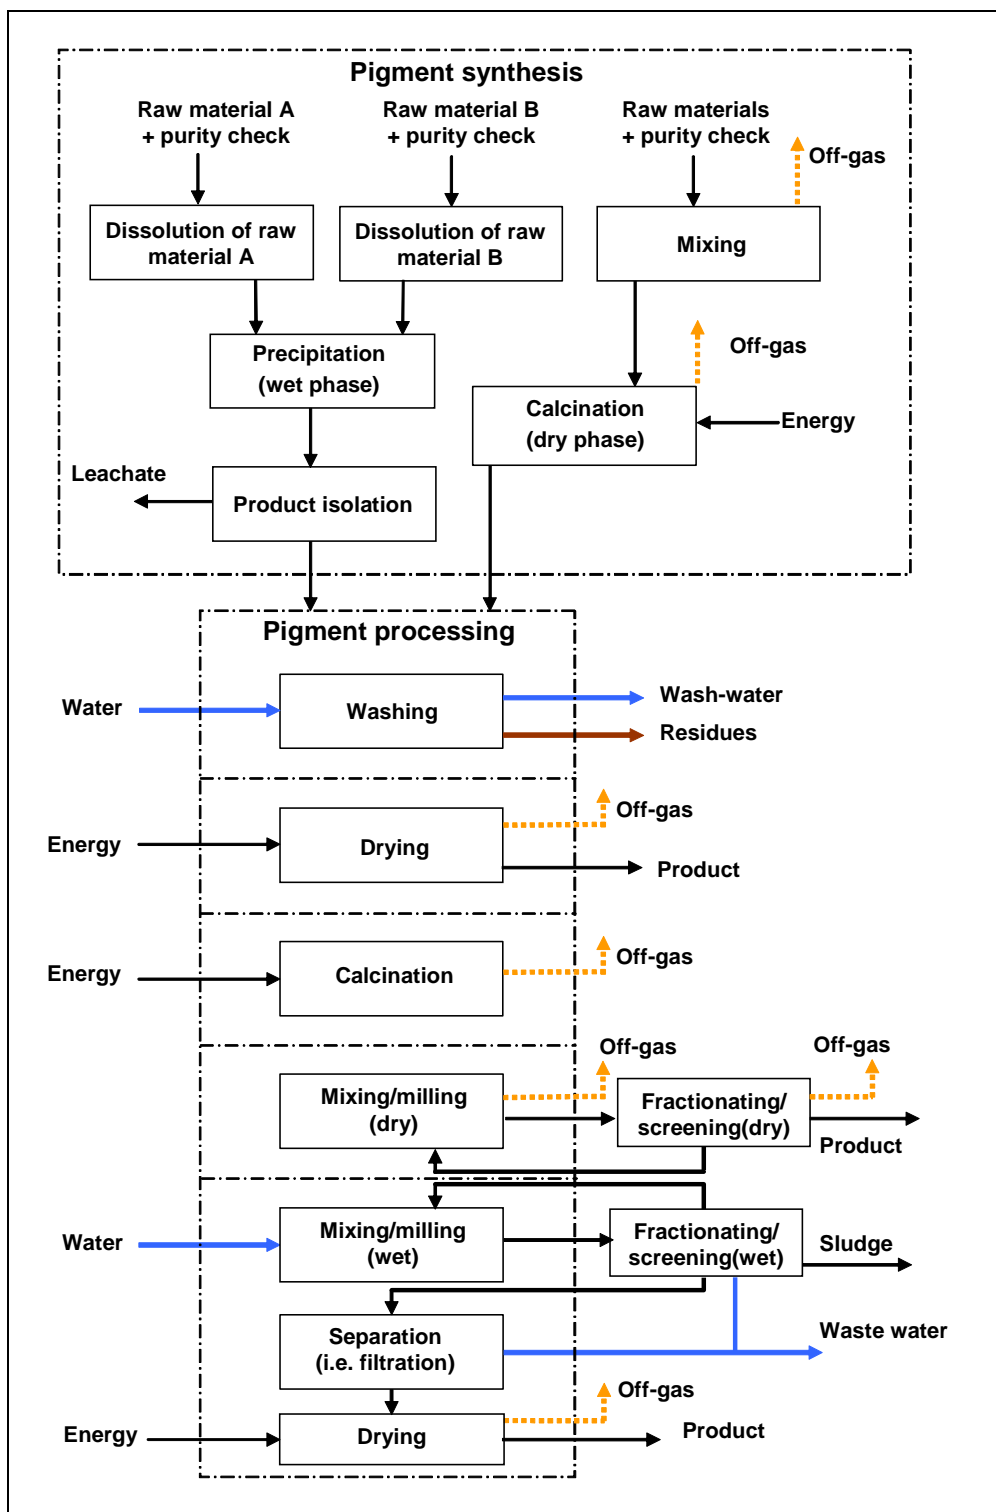 Pigment synthesis
Raw material A
+ purity check
Raw material B
+ purity check
Raw materials
+ purity check
Off-gas
Dissolution of raw
material A
Dissolution of raw
material B
Mixing
Precipitation
(wet phase)
Off-gas
Calcination
(dry phase)
Energy
Leachate
Product isolation
Pigment processing
Water
Washing
Wash-water
Residues
Energy
Drying
Off-gas
Product
Energy
Calcination
Off-gas
Mixing/milling
(dry)
Off-gas
Fractionating/
screening(dry)
Off-gas
Product
Water
Mixing/milling
(wet)
Fractionating/
screening(wet)
Sludge
Separation
(i.e. filtration)
Waste water
Energy
Drying
Off-gas
Product